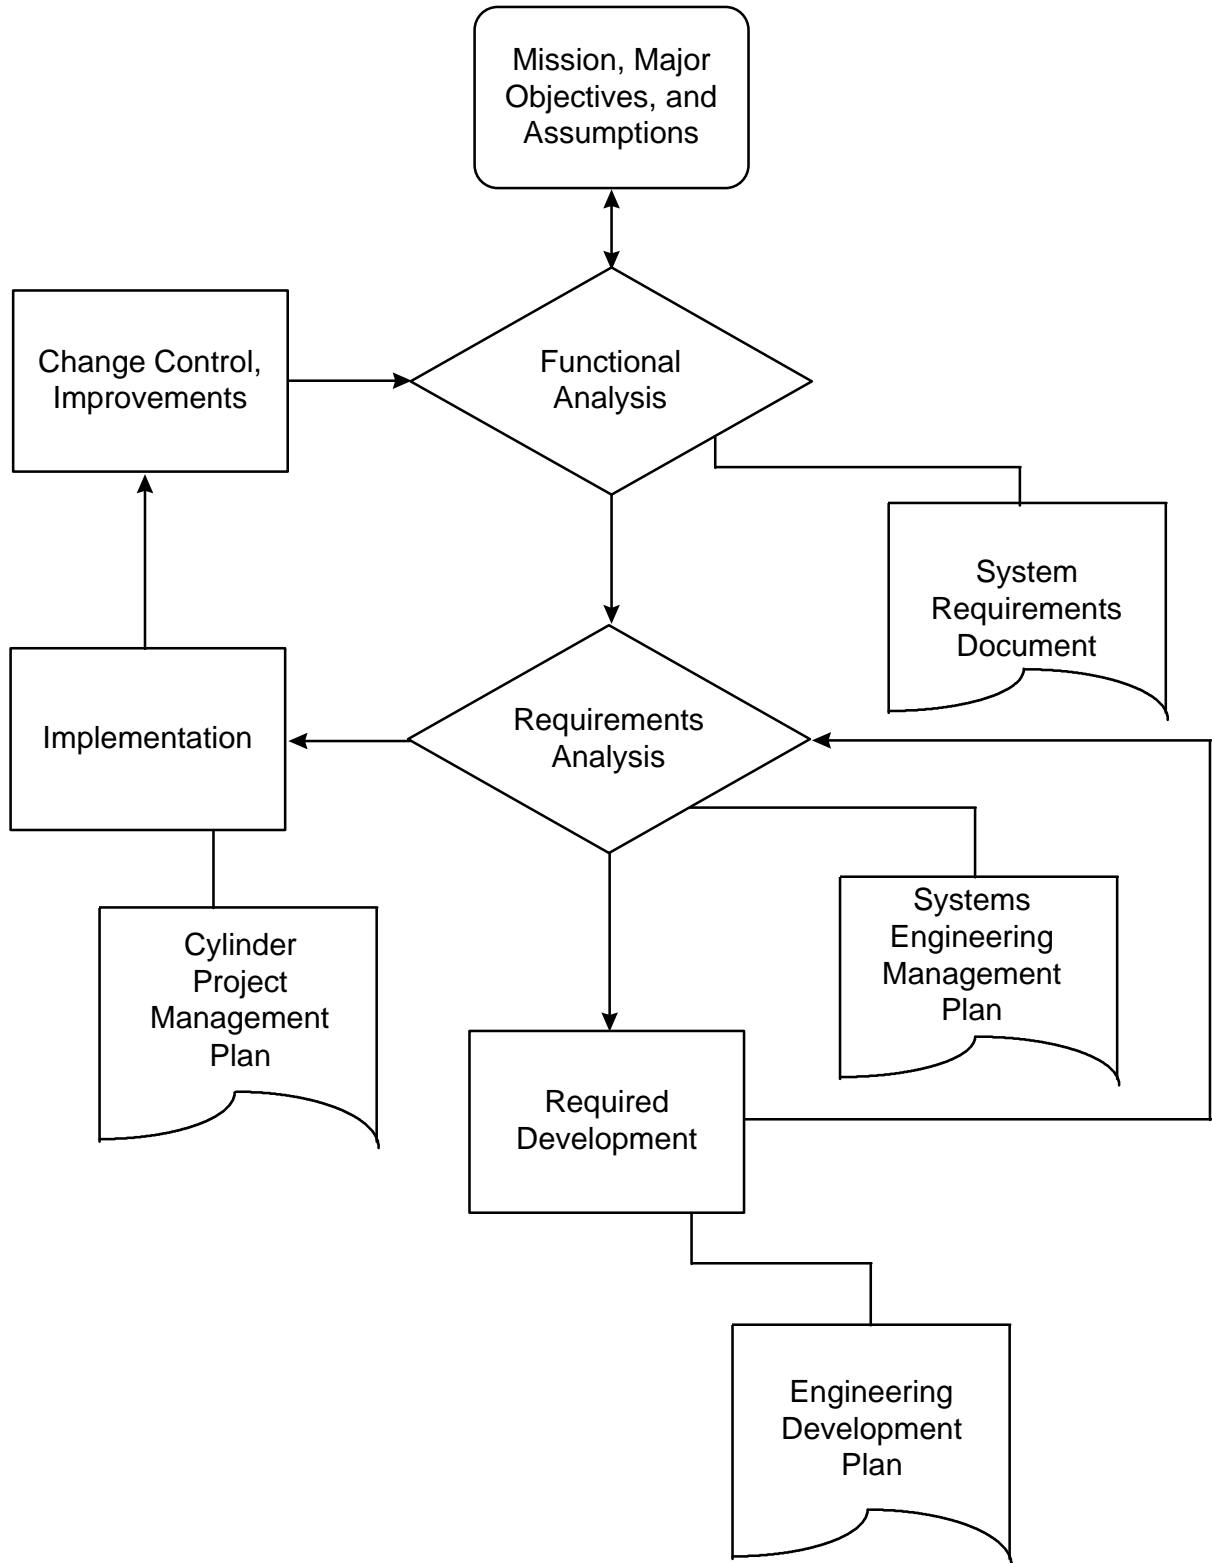 Mission, Major
Objectives, and
Assumptions
Change Control,
Improvements
Functional
Analysis
System
Requirements
Document
Implementation
Requirements
Analysis
Systems
Engineering
Management
Plan
Cylinder
Project
Management
Plan
Required
Development
Engineering
Development
Plan